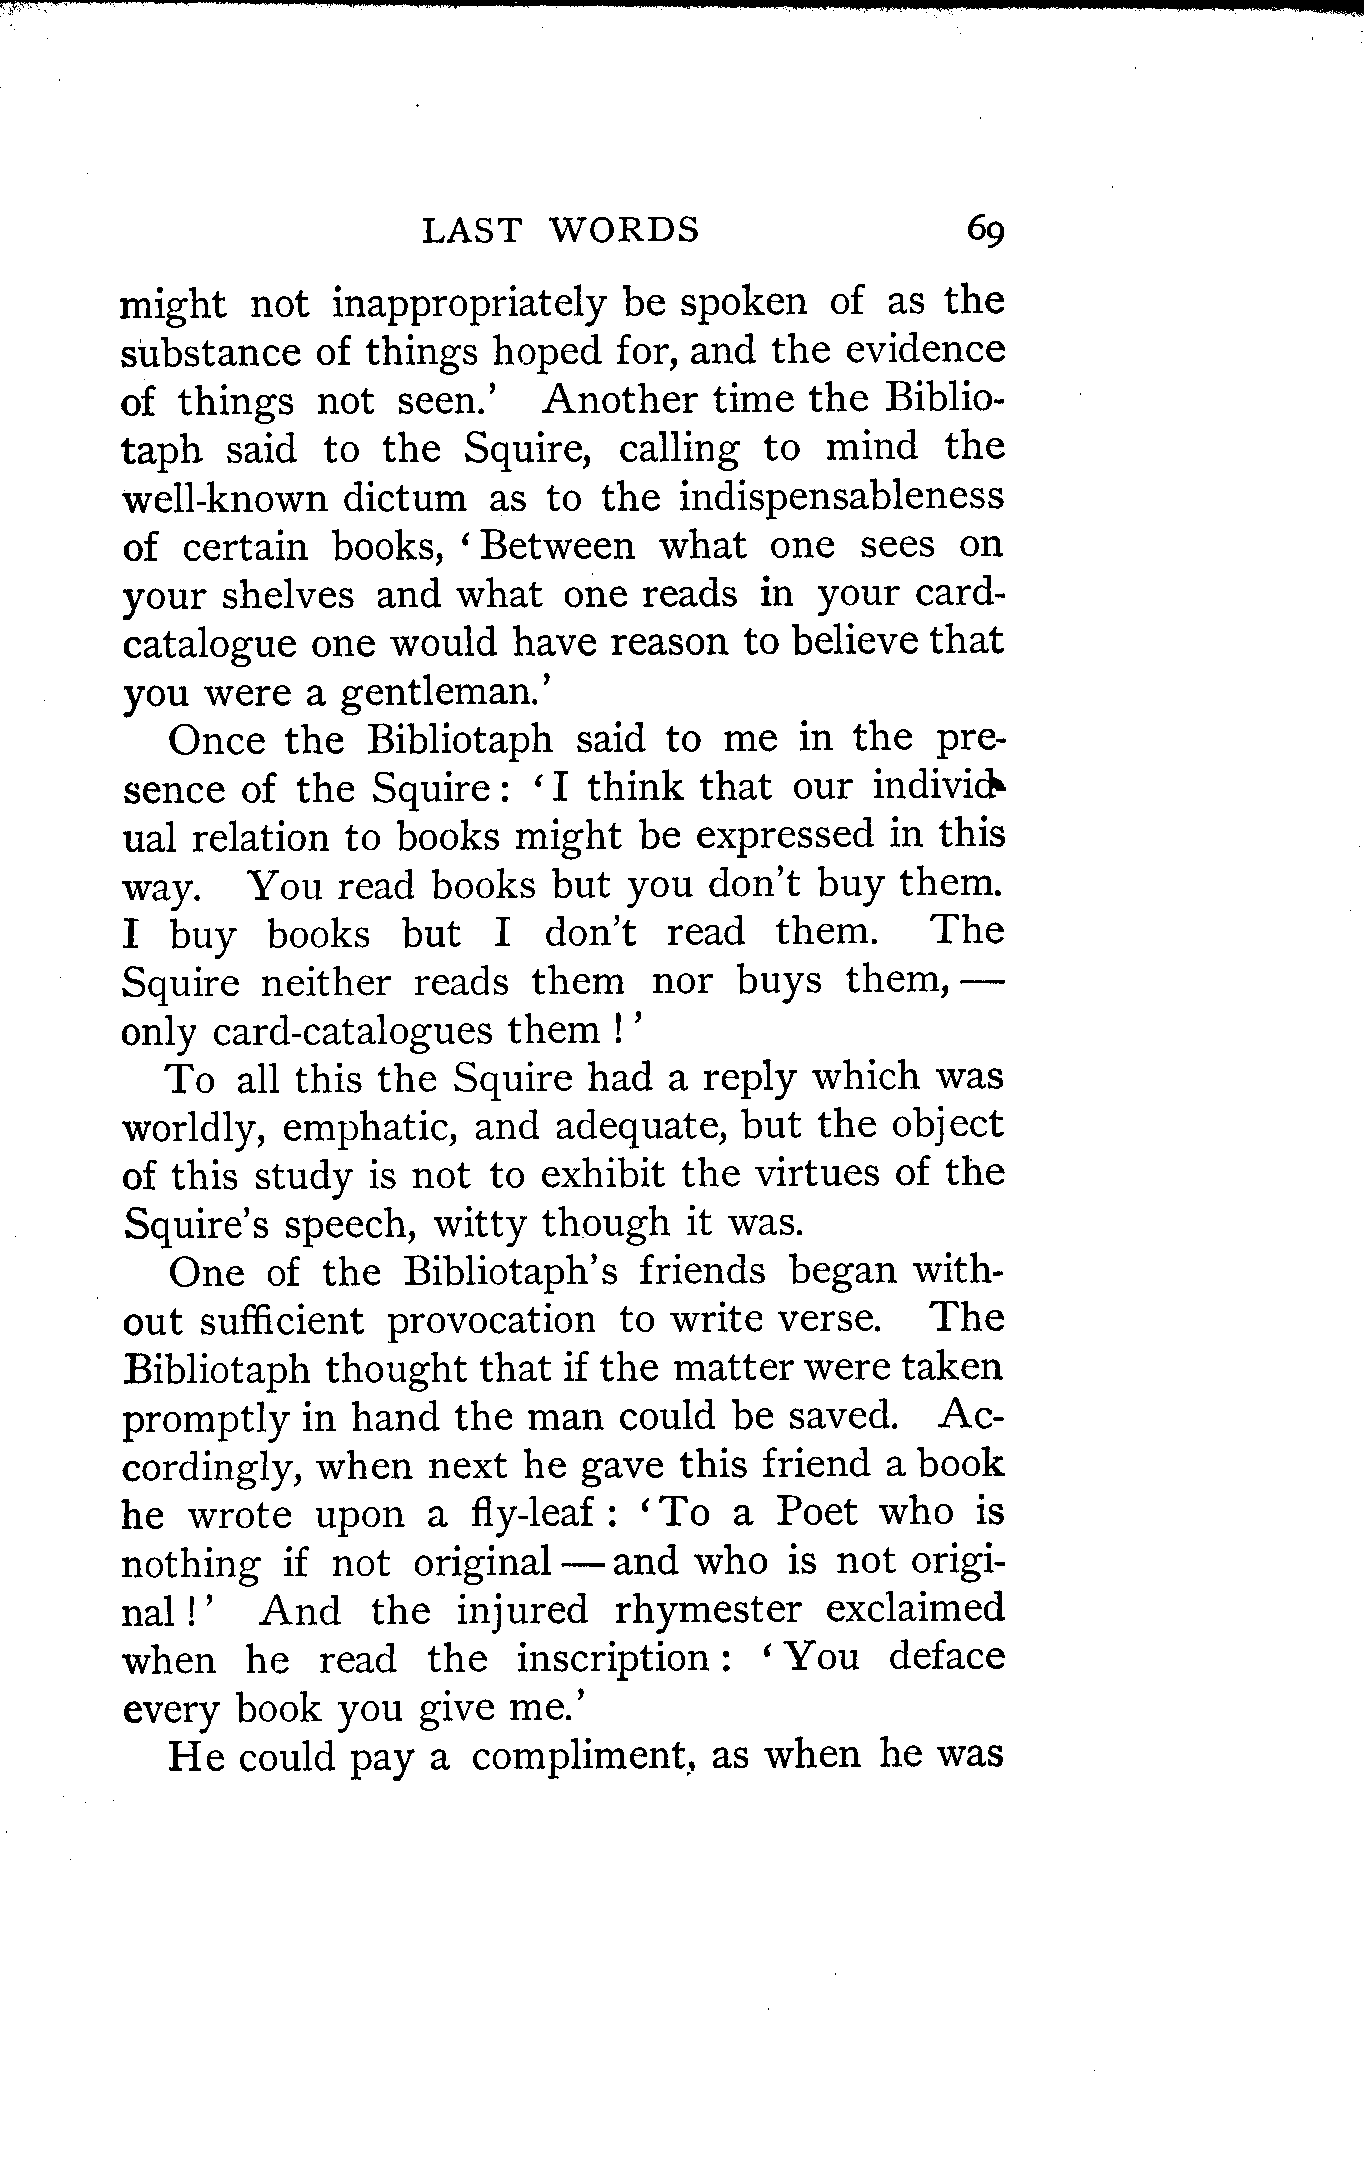 LAST WORDS 69
might not inappropriately be spoken of as the
substance of things hoped for, and the evidence
of things not seen.' Another time the Biblio-
taph said to the Squire, calling to mind the
well-known dictum as to the indispensableness
of certain books, ‘Between what one sees on
your shelves and what one reads in your card-
catalogue one would have reason to believe that
you were a gentleman.’
Once the Bibliotaph said to me in the pre-
sence of the Squire: ‘I think that our individ-
ual relation to books might be expressed in this
way. You read books but you don't buy them.
I buy books but I don't read them. The
Squire neither reads them nor buys them, —
only card-catalogues them!’
To all this the Squire had a reply which was
worldly, emphatic, and adequate, but the object
of this study is not to exhibit the virtues of the
Squire's speech, witty though it was.
One of the Bibliotaph's friends began with-
out sufficient provocation to write verse. The
Bibliotaph thought that if the matter were taken
promptly in hand the man could be saved. Ac-
cordingly, when next he gave this friend a book
he wrote upon a fly-leaf: ‘To a Poet who is
nothing if not original — and who is not origi-
nal!’ And the injured rhymester exclaimed
when he read the inscription: ‘You deface
every book you give me.’
He could pay a compliment, as when he was